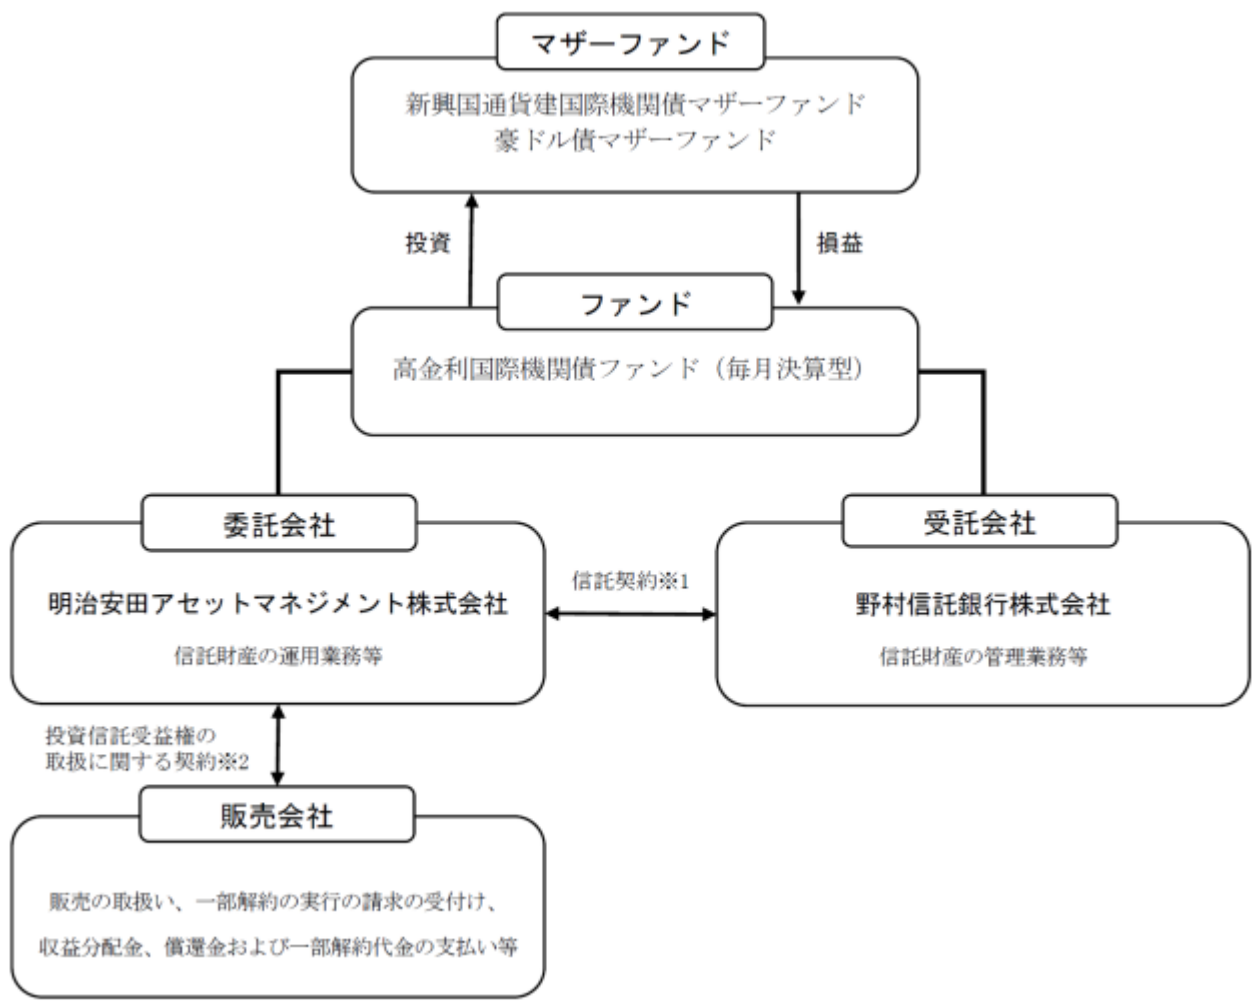 マザーファンド
新興国通貨建国際機関債マザーファンド
豪ドル債マザーファンド
投資
損益
ファンド
高金利国際機関債ファンド（毎月決算型）
委託会社
受託会社
明治安田アセットマネジメント株式会社
信託財産の運用業務等
信託契約※1
野村信託銀行株式会社
信託財産の管理業務等
投資信託受益権の
取扱に関する契約※2
販売会社
販売の取扱い、一部解約の実行の請求の受付け、
収益分配金、償還金および一部解約代金の支払い等